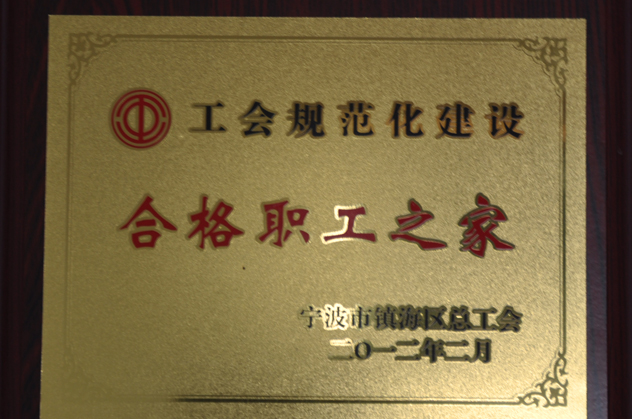 工会规范化建设
合格职工之家
宁波市镇海区总工会
二〇一二年二月